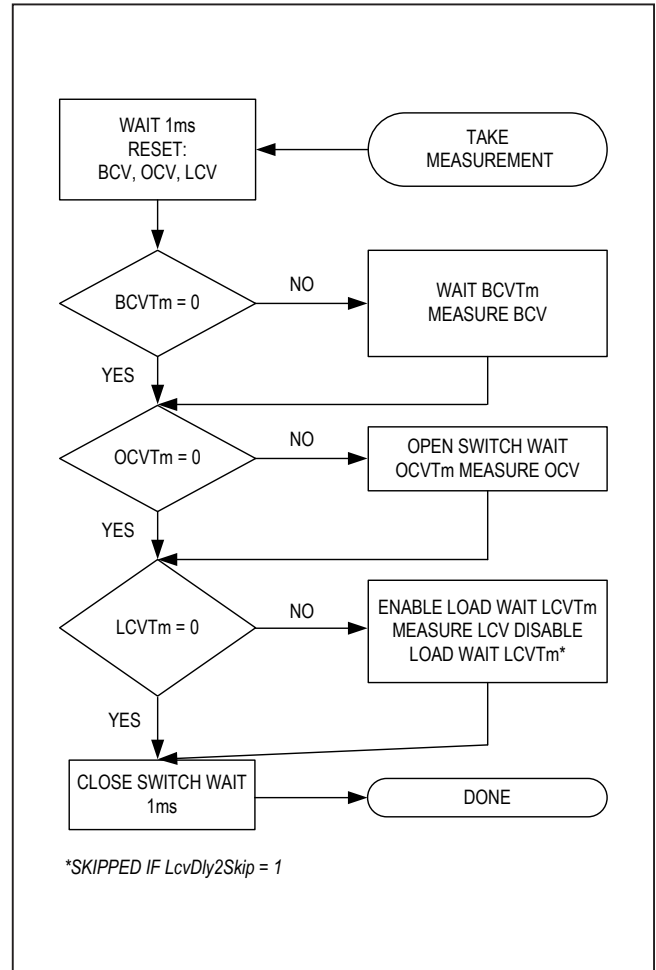 TAKE
MEASUREMENT
WAIT 1ms
RESET:
BCV, OCV, LCV
BCVTm = 0
NO
WAIT BCVTm
MEASURE BCV
YES
OCVTm = 0
NO
OPEN SWITCH WAIT
OCVTm MEASURE OCV
YES
LCVTm = 0
NO
ENABLE LOAD WAIT LCVTm
MEASURE LCV DISABLE
LOAD WAIT LCVTm*
YES
CLOSE SWITCH WAIT
1ms
DONE
*SKIPPED IF LcvDly2Skip = 1